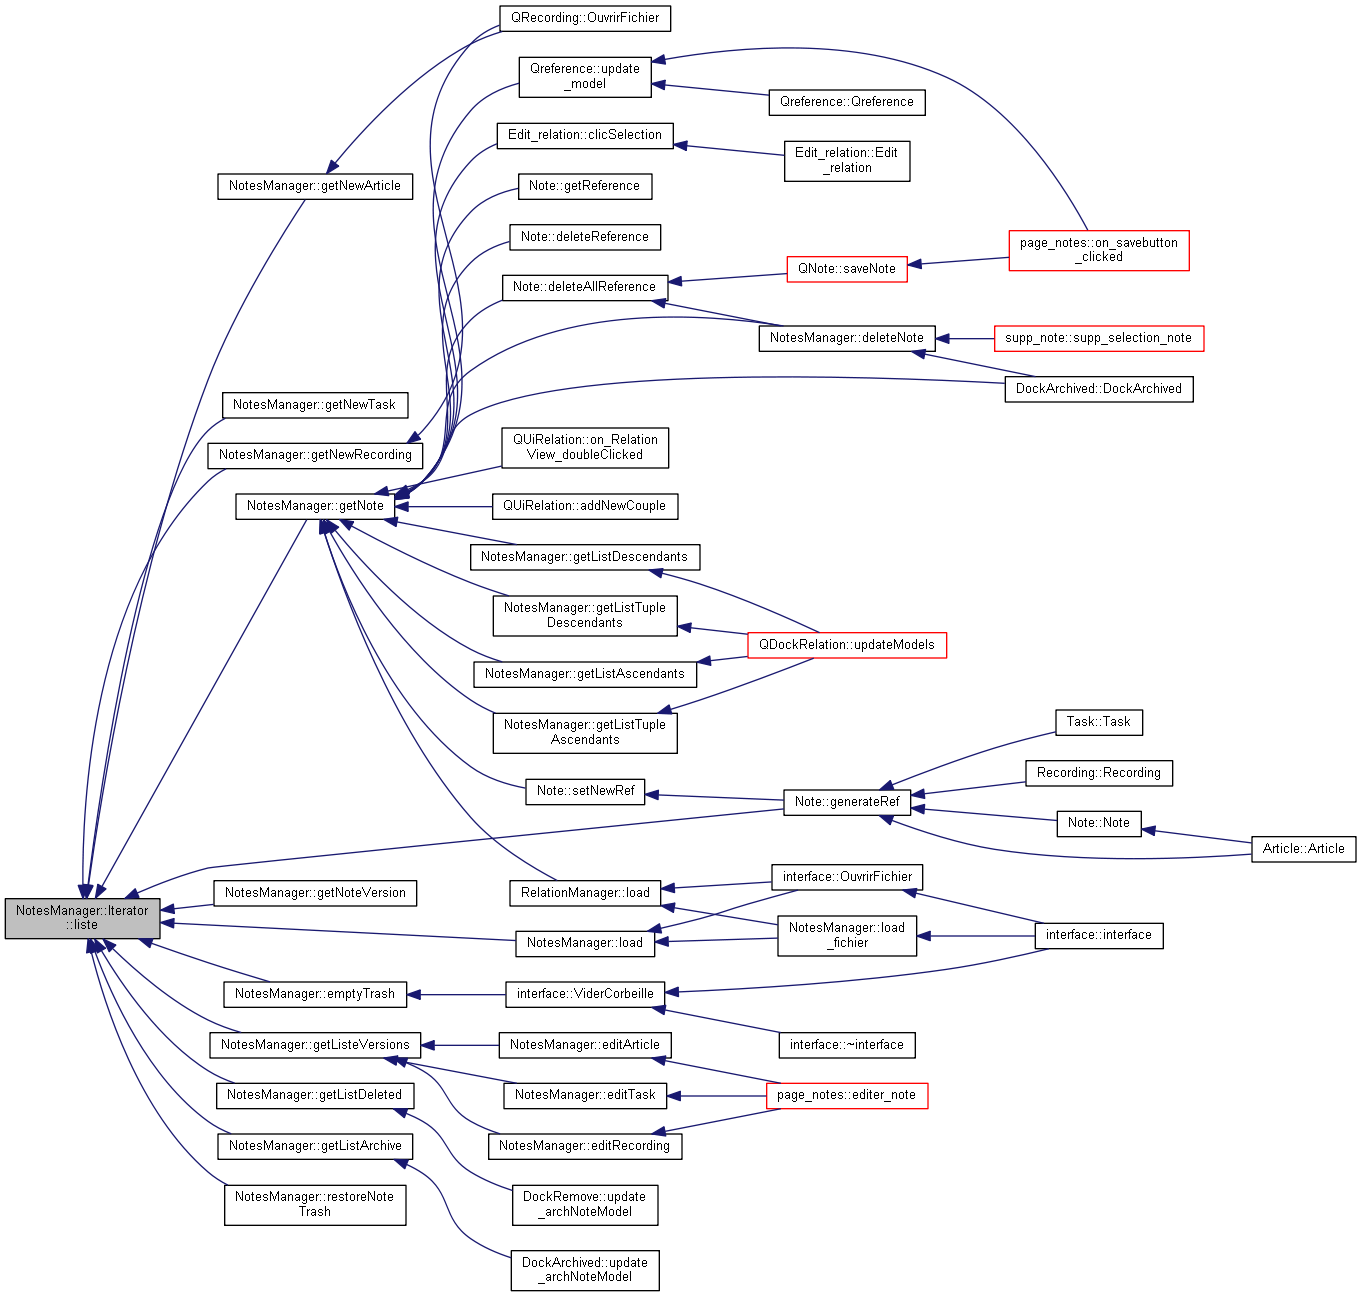 QRecording::OuvrirFichier
Qreference::update
_model
Qreference::Qreference
Edit_relation::clicSelection
Edit_relation::Edit
_relation
NotesManager::getNewArticle
Note::getReference
Note::deleteReference
page_notes::on_savebutton
_clicked
QNote::saveNote
Note::deleteAllReference
NotesManager::deleteNote
supp_note::supp_selection_note
DockArchived::DockArchived
NotesManager::getNewTask
QUiRelation::on_Relation
View_doubleClicked
NotesManager::getNewRecording
NotesManager::getNote
QUiRelation::addNewCouple
NotesManager::getListDescendants
NotesManager::getListTuple
Descendants
QDockRelation::updateModels
NotesManager::getListAscendants
NotesManager::getListTuple
Ascendants
Task::Task
Recording::Recording
Note::setNewRef
Note::generateRef
Note::Note
Article::Article
interface::OuvrirFichier
NotesManager::getNoteVersion
RelationManager::load
NotesManager::Iterator
::liste
NotesManager::load
NotesManager::load
_fichier
interface::interface
NotesManager::emptyTrash
interface::ViderCorbeille
NotesManager::getListeVersions
NotesManager::editArticle
interface::~interface
NotesManager::getListDeleted
NotesManager::editTask
page_notes::editer_note
NotesManager::getListArchive
NotesManager::editRecording
NotesManager::restoreNote
Trash
DockRemove::update
_archNoteModel
DockArchived::update
_archNoteModel